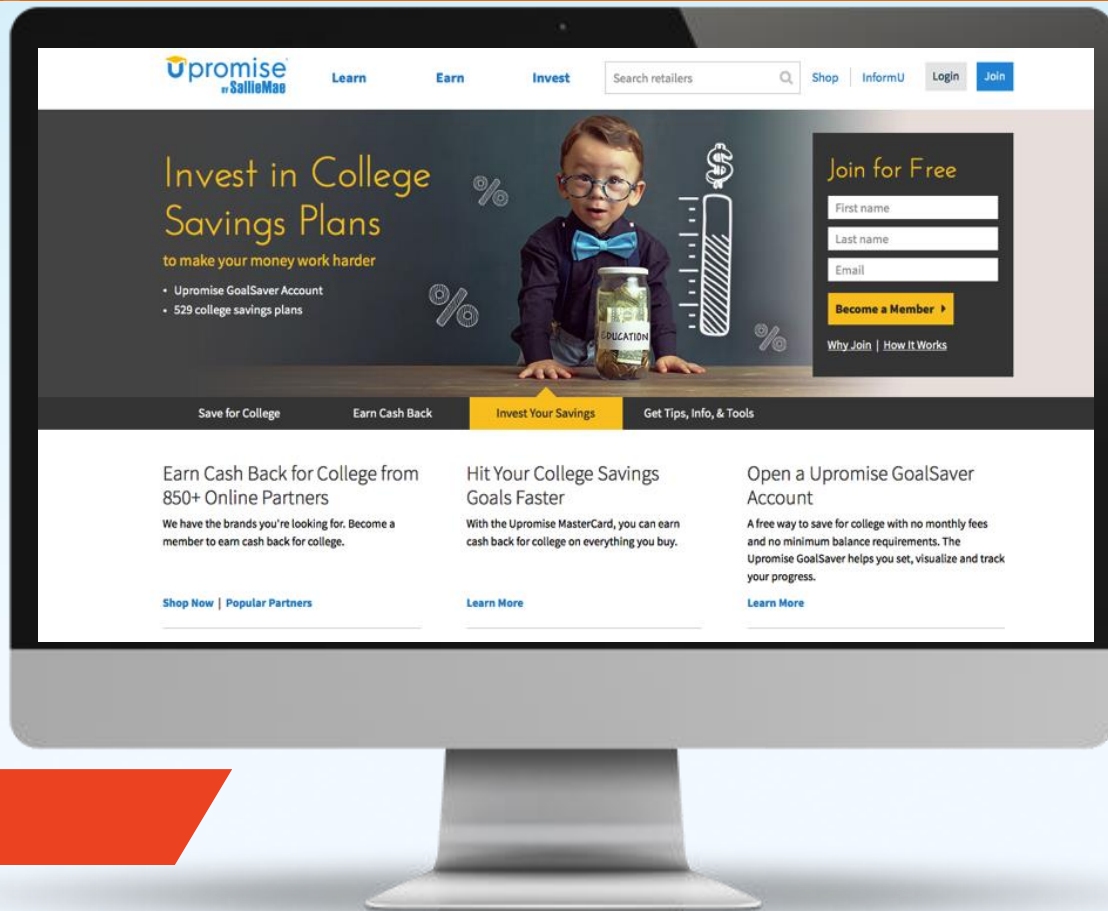 Upromise
BY SallieMae
Learn
Earn
Invest
Search retailers
Shop
InformU
Login
Join
Invest in College
Savings Plans
to make your money work harder
• Upromise GoalSaver Account
• 529 college savings plans
%
%
%
$
EDUCATION
Join for Free
First name
Last name
Email
Become a Member
Why Join | How It Works
Save for College
Earn Cash Back
Invest Your Savings
Get Tips, Info, & Tools
Earn Cash Back for College from
850+ Online Partners
We have the brands you're looking for. Become a
member to earn cash back for college.
Shop Now | Popular Partners
Hit Your College Savings
Goals Faster
With the Upromise MasterCard, you can earn
cash back for college on everything you buy.
Learn More
Open a Upromise GoalSaver
Account
A free way to save for college with no monthly fees
and no minimum balance requirements. The
Upromise GoalSaver helps you set, visualize and track
your progress.
Learn More